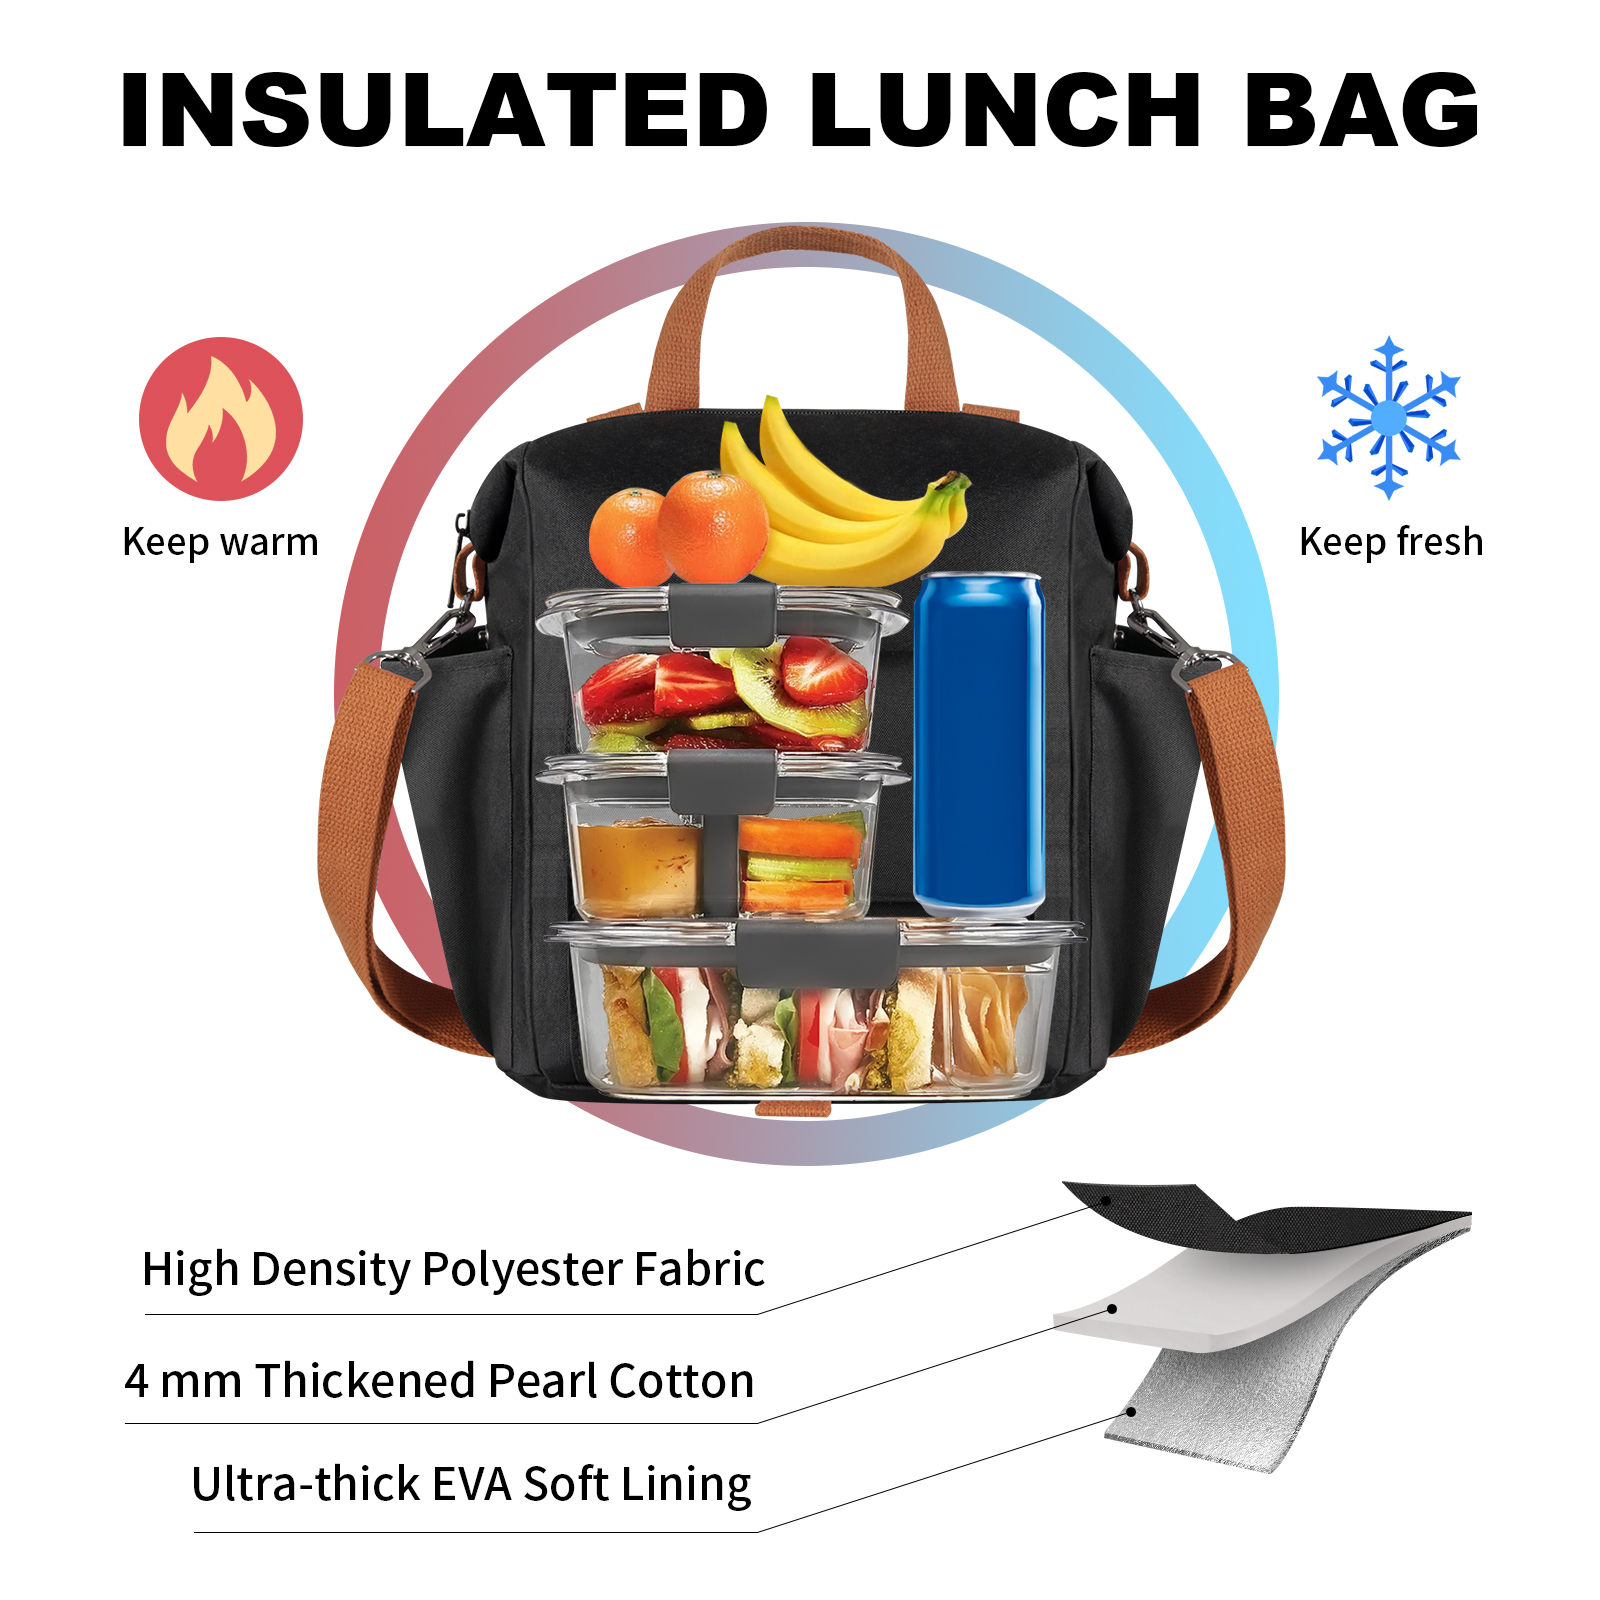 INSULATED LUNCH BAG
Keep warm
Keep fresh
High Density Polyester Fabric
4 mm Thickened Pearl Cotton
Ultra-thick EVA Soft Lining